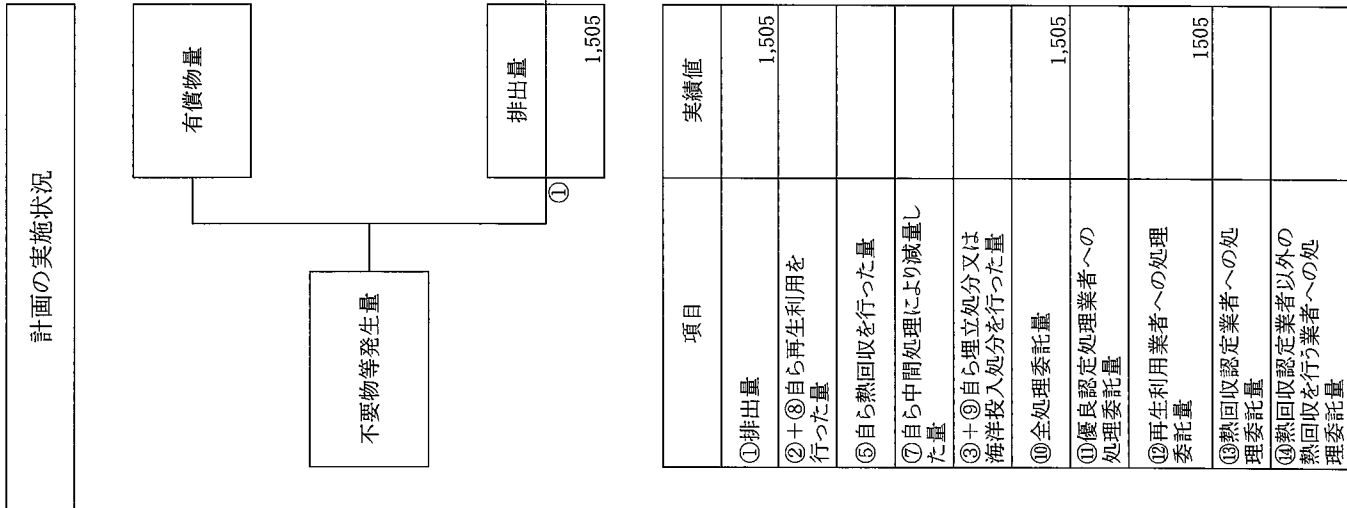 計画の実施状況
不要物等発生量
有償物量
①
排出量
1,505
項目
実績値
①排出量
1,505
②+⑧自ら再生利用を
行った量
⑤自ら熱回収を行った量
⑦自ら中間処理により減量し
た量
③+⑨自ら埋立処分又は
海洋投入処分を行った量
⑩全処理委託量
1,505
⑪優良認定処理業者への
処理委託量
⑫再生利用業者への処理
委託量
1505
⑬熱回収認定業者への処
理委託量
⑭熱回収認定業者以外の
熱回収を行う業者への処
理委託量